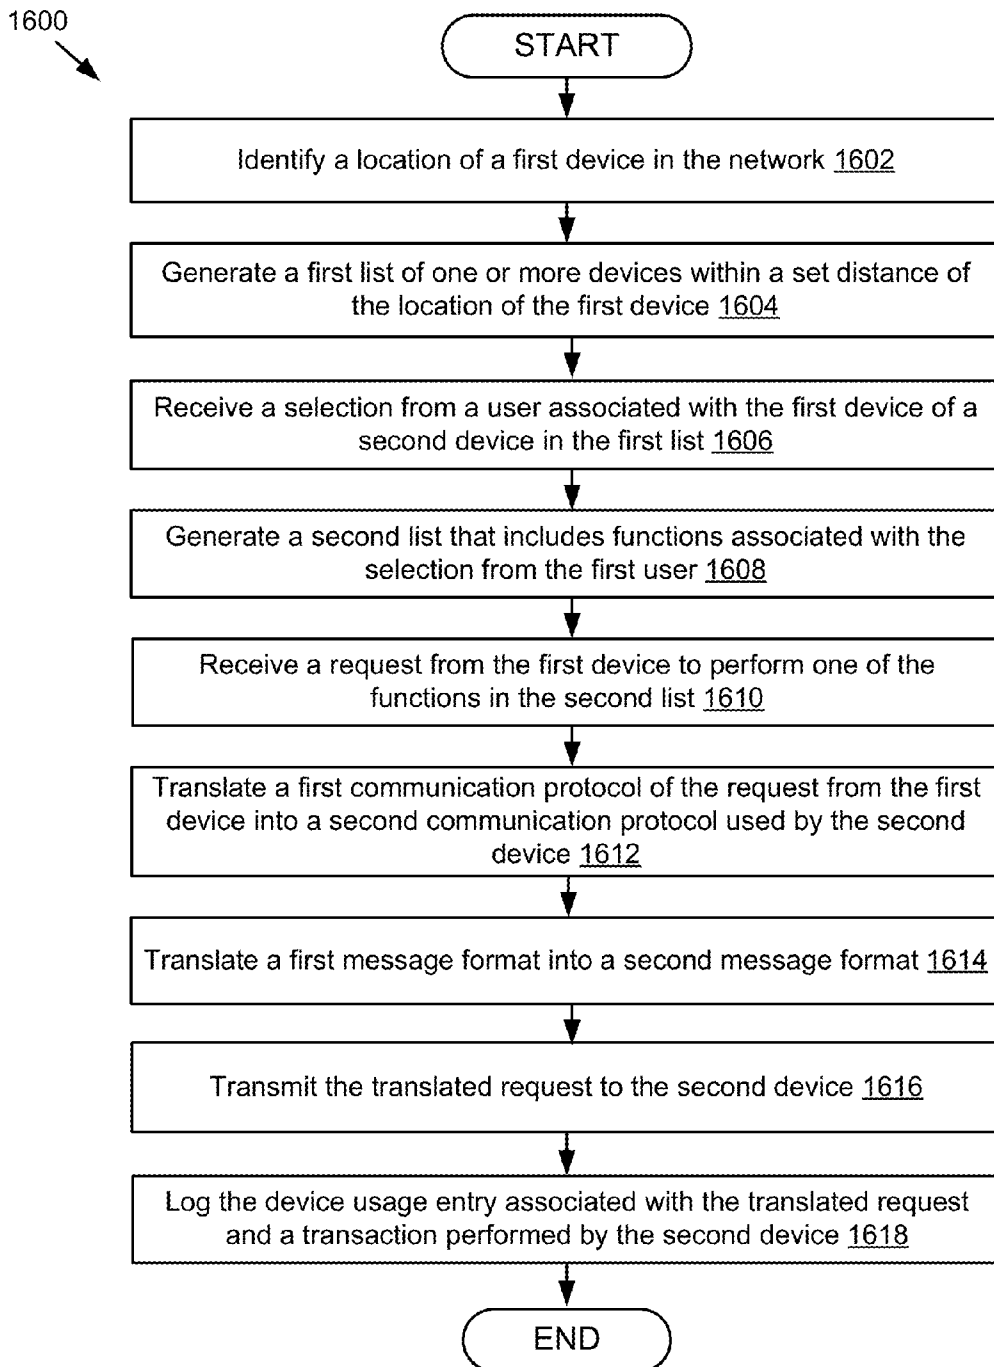 1600
START
Identify a location of a first device in the network 1602
Generate a first list of one or more devices within a set distance of
the location of the first device 1604
Receive a selection from a user associated with the first device of a
second device in the first list 1606
Generate a second list that includes functions associated with the
selection from the first user 1608
Receive a request from the first device to perform one of the
functions in the second list 1610
Translate a first communication protocol of the request from the first
device into a second communication protocol used by the second
device 1612
Translate a first message format into a second message format 1614
Transmit the translated request to the second device 1616
Log the device usage entry associated with the translated request
and a transaction performed by the second device 1618
END